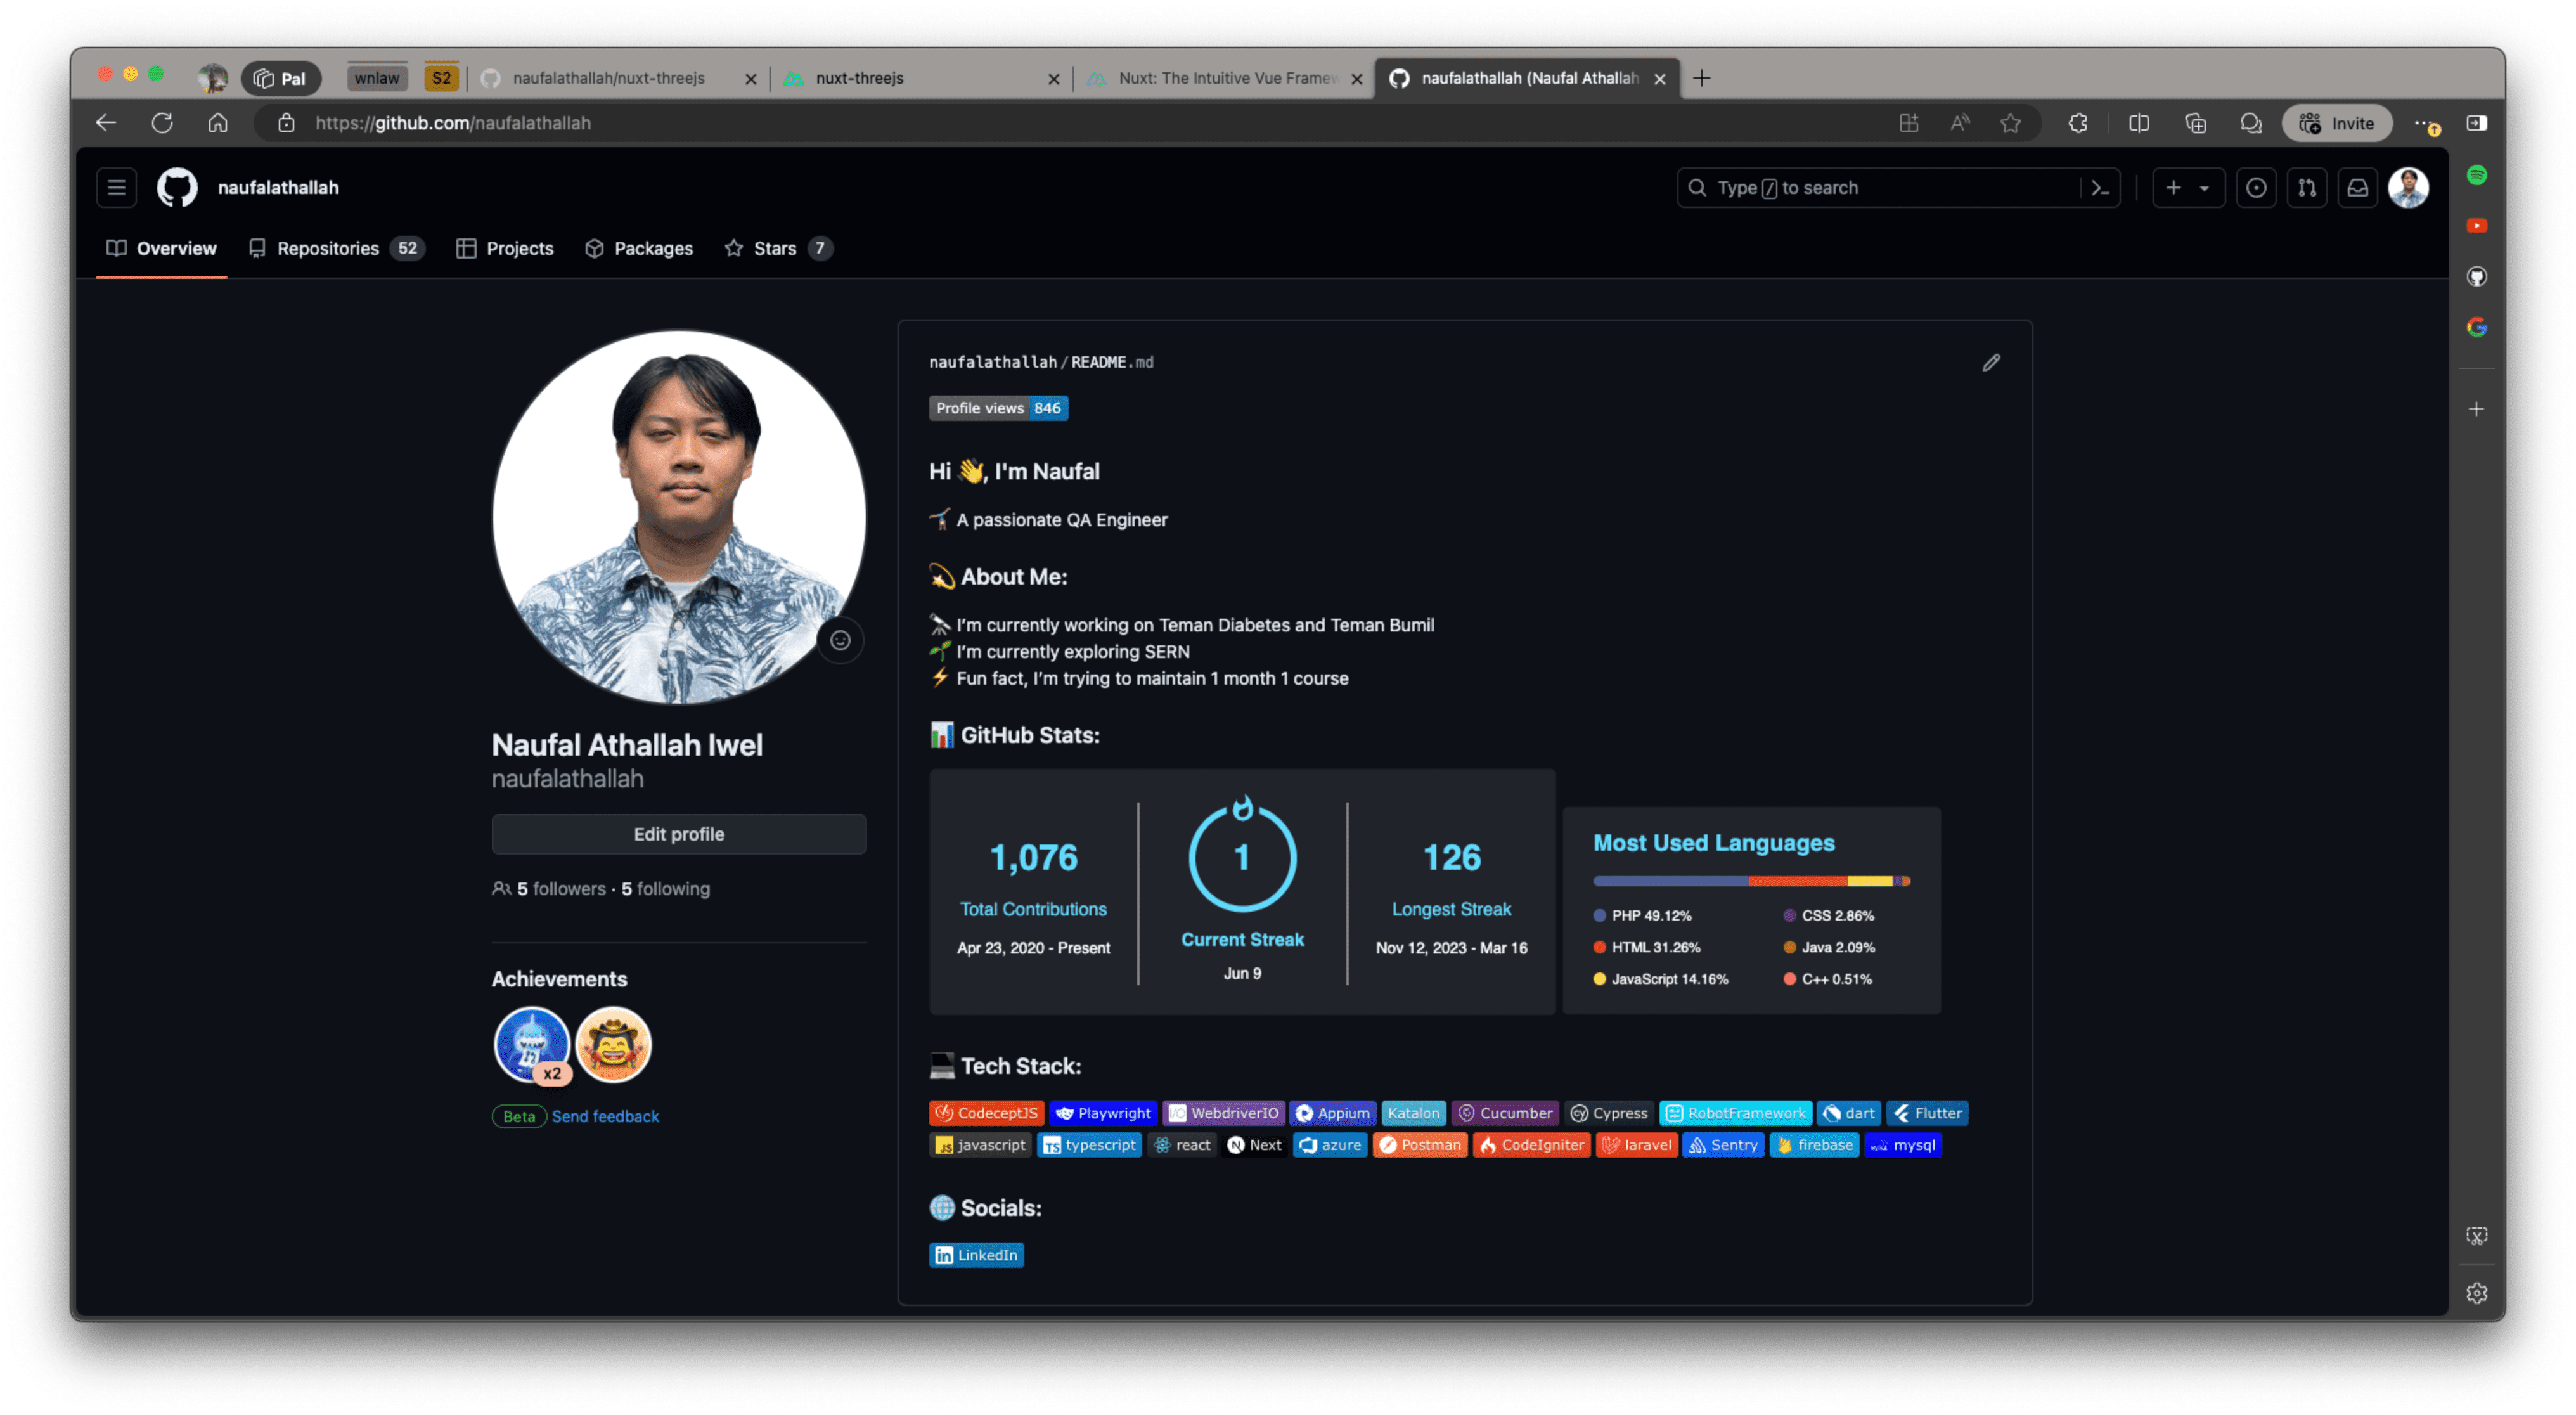 Pal
wnlaw
S2
naufalathallah/nuxt-threejs
nuxt-threejs
Nuxt: The Intuitive Vue Framew
naufalathallah (Naufal Athallah
https://github.com/naufalathallah
Invite
naufalathallah
Type / to search
Overview
Repositories 52
Projects
Packages
Stars 7
naufalathallah/README.md
Profile views 846
Hi 👋, I'm Naufal
A passionate QA Engineer
About Me:
I'm currently working on Teman Diabetes and Teman Bumil
I'm currently exploring SERN
Fun fact, I'm trying to maintain 1 month 1 course
Naufal Athallah Iwel
naufalathallah
Edit profile
5 followers · 5 following
Achievements
x2
Beta Send feedback
GitHub Stats:
1,076
Total Contributions
Apr 23, 2020 - Present
1
Current Streak
Jun 9
126
Longest Streak
Nov 12, 2023 - Mar 16
Most Used Languages
PHP 49.12%
HTML 31.26%
JavaScript 14.16%
CSS 2.86%
Java 2.09%
C++ 0.51%
Tech Stack:
CodeceptJS Playwright WebdriverIO Appium Katalon Cucumber cy Cypress RobotFramework dart Flutter
JS javascript TS typescript react N Next azure Postman CodeIgniter laravel Sentry firebase mysql
Socials:
in LinkedIn